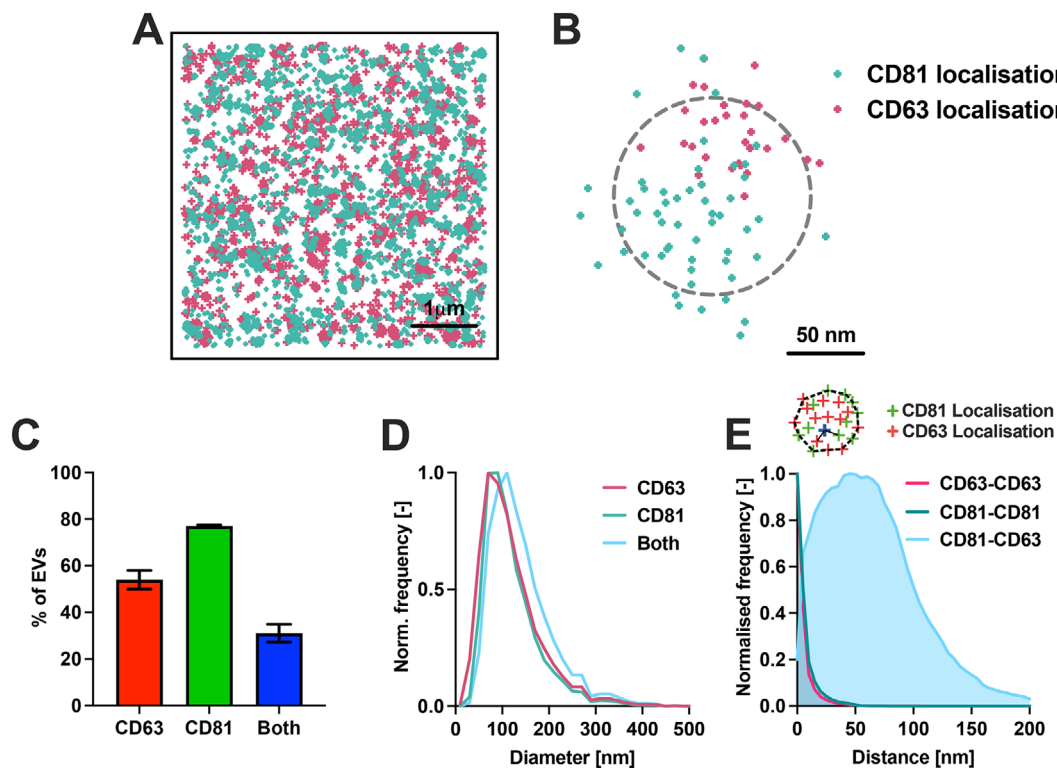 A
B
CD81 localisation
CD63 localisation
1μm
50 nm
C
% of EVs
100
80
60
40
20
0
CD63
CD81
Both
D
Norm. frequency [-]
1.0
0.5
0.0
0
100
200
300
400
500
Diameter [nm]
CD63
CD81
Both
E
CD81 Localisation
CD63 Localisation
Normalised frequency [-]
1.0
0.8
0.6
0.4
0.2
0.0
0
50
100
150
200
Distance [nm]
CD63-CD63
CD81-CD81
CD81-CD63